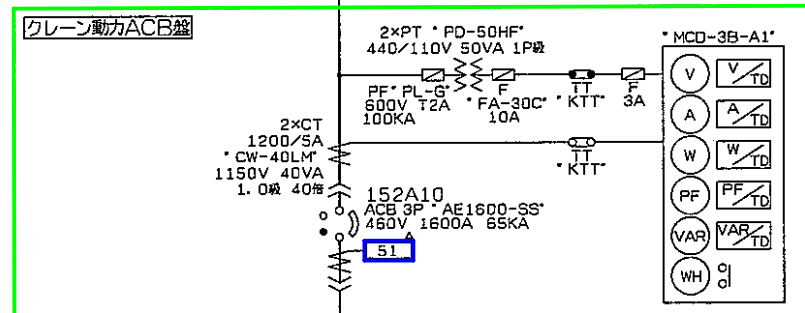 クレーン動力ACB盤
2×PT "PD-50HF"
440/110V 50VA 1P級
PF"PL-G"
600V T2A
100KA
F
"FA-30C"
10A
TT
"KTT"
F
3A
"MCD-3B-A1"
V V/TD
A A/TD
W W/TD
PF PF/TD
VAR VAR/TD
WH
2×CT
1200/5A
"CW-40LM"
1150V 40VA
1.0級 40倍
TT
"KTT"
152A10
ACB 3P "AE1600-SS"
460V 1600A 65KA
A
51